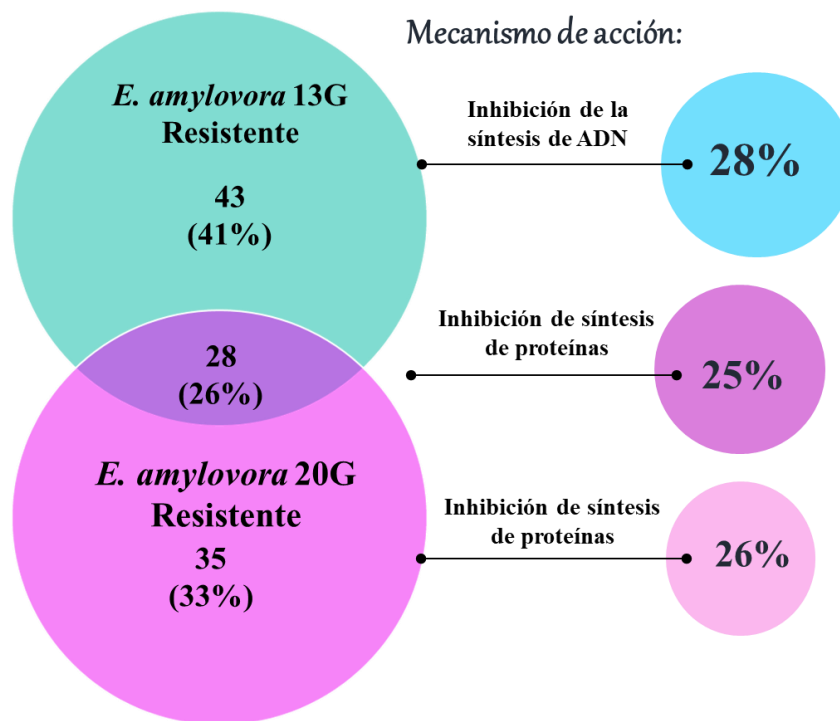 Mecanismo de acción:
E. amylovora 13G
Resistente
43
(41%)
Inhibición de la
síntesis de ADN
28%
28
(26%)
Inhibición de síntesis
de proteínas
25%
E. amylovora 20G
Resistente
35
(33%)
Inhibición de síntesis
de proteínas
26%